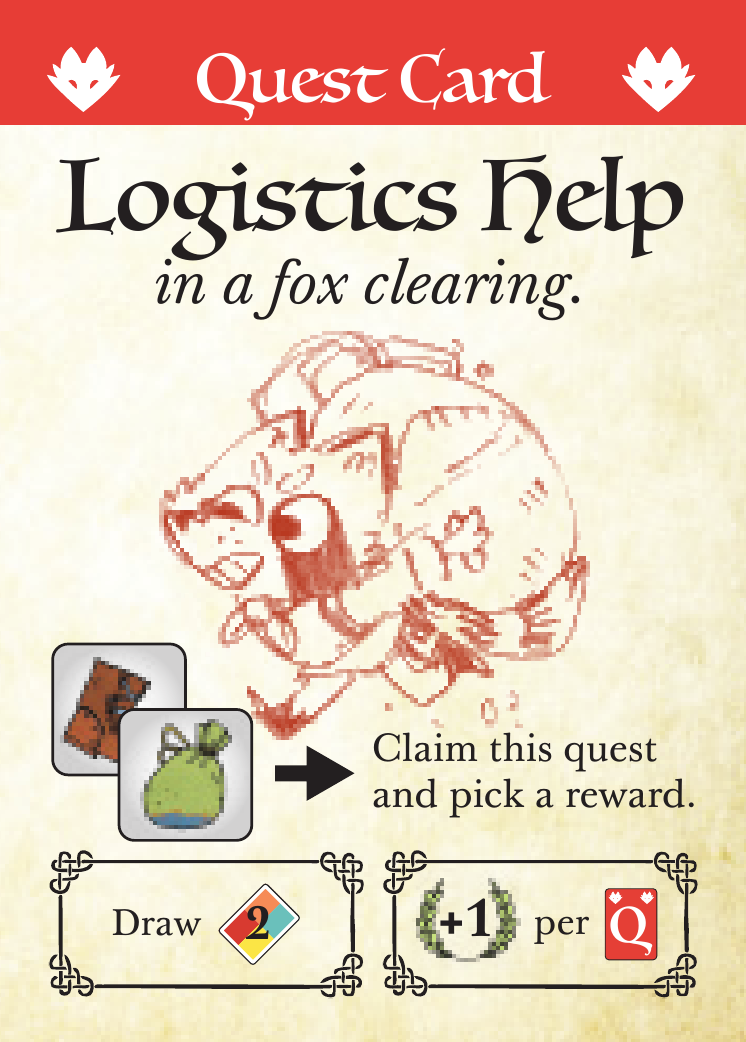 Quest Card
Logistics Help
in a fox clearing.
Claim this quest
and pick a reward.
Draw 2
+1 per Q